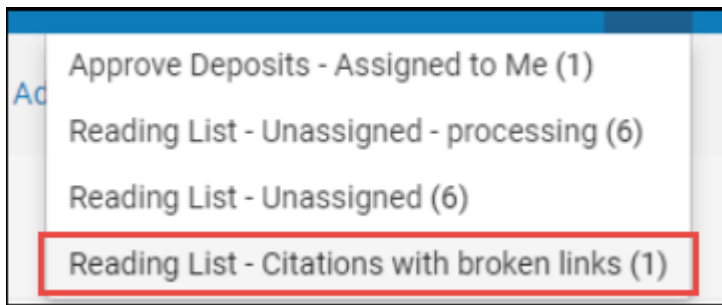 Approve Deposits - Assigned to Me (1)
Ad
Reading List - Unassigned - processing (6)
Reading List - Unassigned (6)
Reading List - Citations with broken links (1)